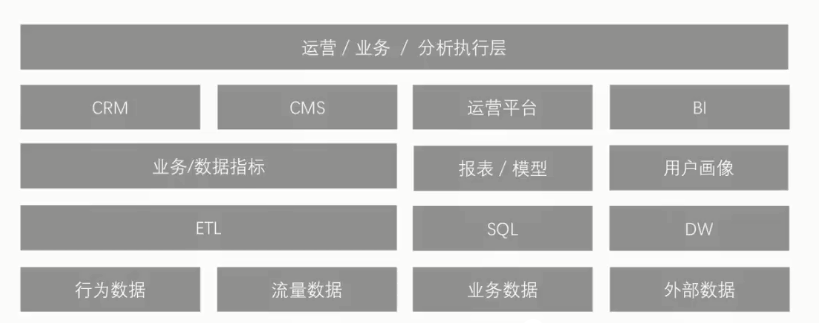 运营 / 业务 / 分析执行层
CRM
CMS
运营平台
BI
业务/数据指标
报表 / 模型
用户画像
ETL
SQL
DW
行为数据
流量数据
业务数据
外部数据